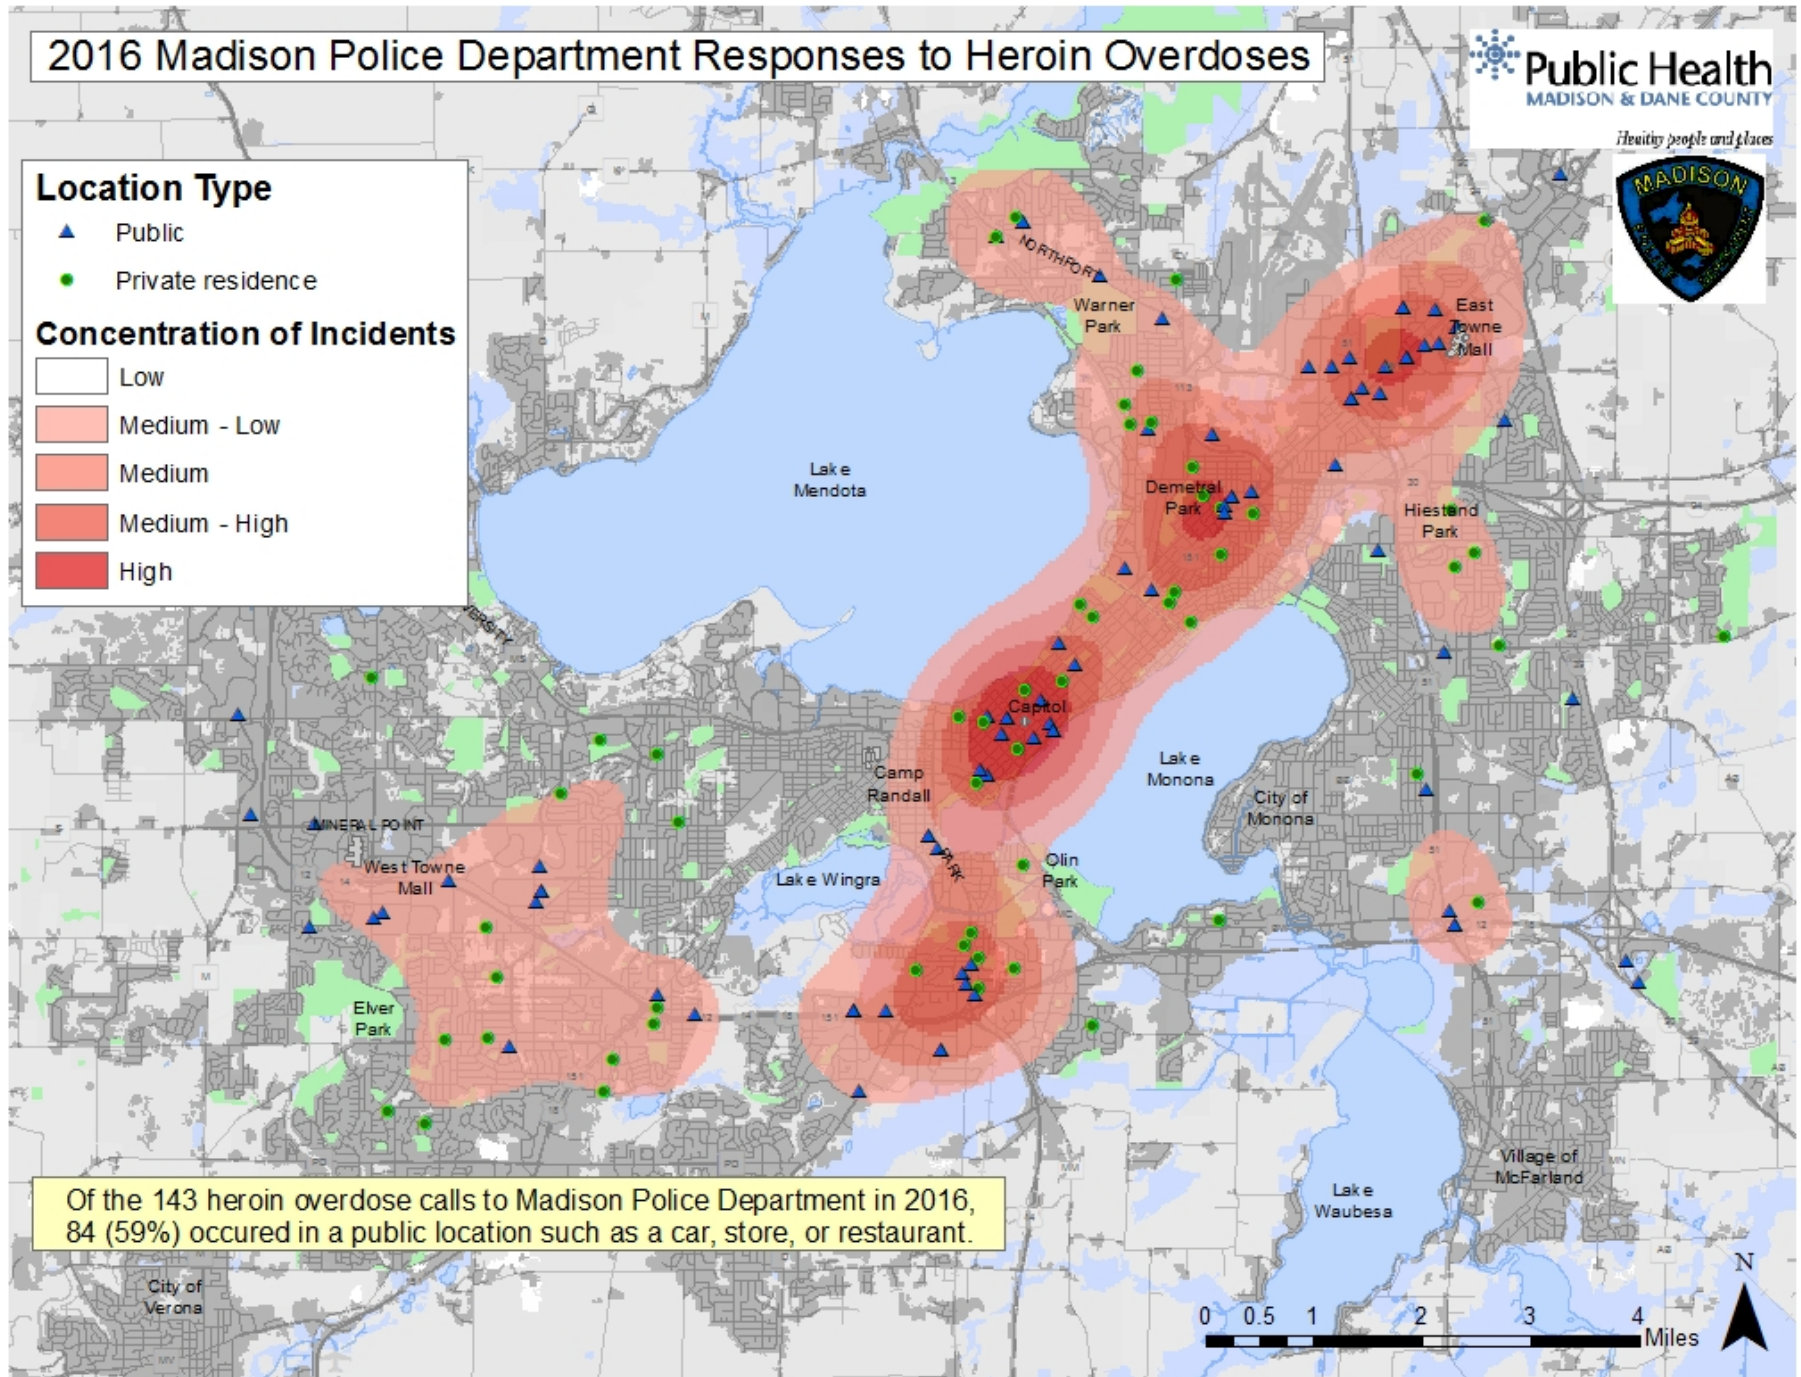 2016 Madison Police Department Responses to Heroin Overdoses
Public Health
MADISON & DANE COUNTY
Healthy people and places
MADISON
Location Type
Public
Private residence
Concentration of Incidents
Low
Medium - Low
Medium
Medium - High
High
NORTHPORT
Warner
Park
East
Towne
Mall
Lake
Mendota
Demetral
Park
Hiestand
Park
VERSITY
Capitol
Camp
Randall
Lake
Monona
City of
Monona
MINERAL POINT
West Towne
Mall
Lake Wingra
PARK
Olin
Park
Elver
Park
Village of
McFarland
Lake
Waubesa
Of the 143 heroin overdose calls to Madison Police Department in 2016,
84 (59%) occured in a public location such as a car, store, or restaurant.
City of
Verona
N
0 0.5 1 2 3 4
Miles